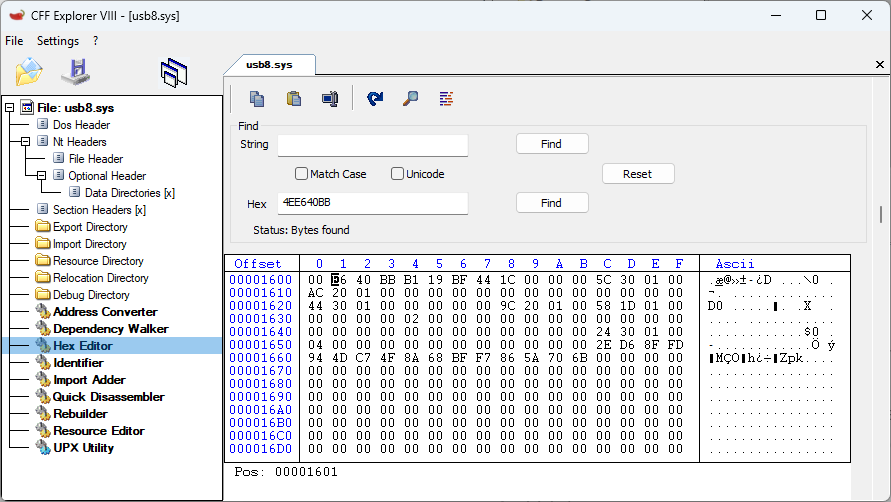 CFF Explorer VIII - [usb8.sys]
File Settings ?
usb8.sys
File: usb8.sys
Dos Header
Nt Headers
File Header
Optional Header
Data Directories [x]
Section Headers [x]
Export Directory
Import Directory
Resource Directory
Relocation Directory
Debug Directory
Address Converter
Dependency Walker
Hex Editor
Identifier
Import Adder
Quick Disassembler
Rebuilder
Resource Editor
UPX Utility
Find
String
Find
Match Case
Unicode
Reset
Hex
4EE640BB
Find
Status: Bytes found
Offset 0 1 2 3 4 5 6 7 8 9 A B C D E F Ascii
00001600 00 E6 40 BB B1 19 BF 44 1C 00 00 00 5C 30 01 00 .æ@»±-¿D...\0 .
00001610 AC 20 01 00 00 00 00 00 00 00 00 00 00 00 00 00 ¬ .............
00001620 44 30 01 00 00 00 00 00 9C 20 01 00 58 1D 01 00 D0 .....
00001630 00 00 00 00 02 00 00 00 00 00 00 00 00 00 00 00
00001640 00 00 00 00 00 00 00 00 00 00 00 00 24 30 01 00 ............$0 .
00001650 04 00 00 00 00 00 00 00 00 00 00 00 2E D6 8F FD
00001660 94 4D C7 4F 8A 68 BF F7 86 5A 70 6B 00 00 00 00 MÇO h¿÷ Zpk....
00001670 00 00 00 00 00 00 00 00 00 00 00 00 00 00 00 00 ................
00001680 00 00 00 00 00 00 00 00 00 00 00 00 00 00 00 00 ................
00001690 00 00 00 00 00 00 00 00 00 00 00 00 00 00 00 00 ................
000016A0 00 00 00 00 00 00 00 00 00 00 00 00 00 00 00 00 ................
000016B0 00 00 00 00 00 00 00 00 00 00 00 00 00 00 00 00 ................
000016C0 00 00 00 00 00 00 00 00 00 00 00 00 00 00 00 00 ................
000016D0 00 00 00 00 00 00 00 00 00 00 00 00 00 00 00 00 ................
Pos: 00001601